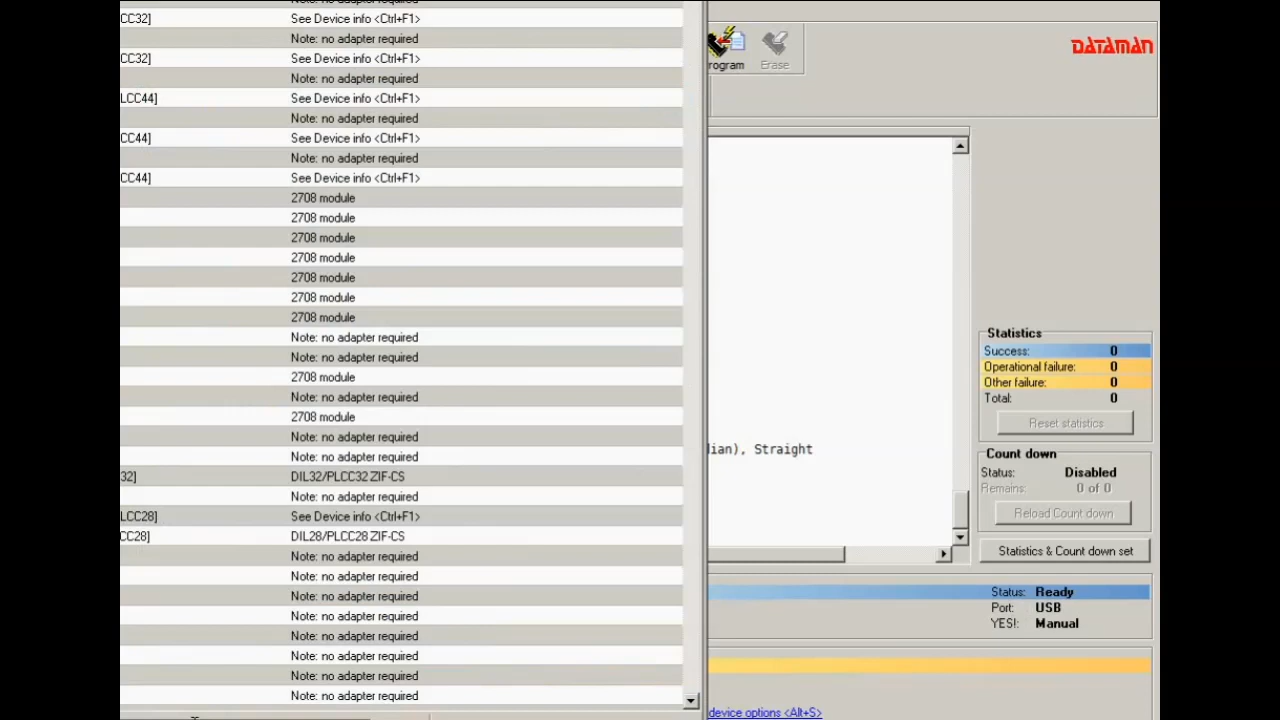 Note: no adapter required
CC32] See Device info <Ctrl+F1>
Note: no adapter required
CC32] See Device info <Ctrl+F1>
Note: no adapter required
LCC44] See Device info <Ctrl+F1>
Note: no adapter required
CC44] See Device info <Ctrl+F1>
Note: no adapter required
CC44] See Device info <Ctrl+F1>
2708 module
2708 module
2708 module
2708 module
2708 module
2708 module
2708 module
Note: no adapter required
Note: no adapter required
2708 module
Note: no adapter required
2708 module
Note: no adapter required
Note: no adapter required
32] DIL32/PLCC32 ZIF-CS
Note: no adapter required
LCC28] See Device info <Ctrl+F1>
CC28] DIL28/PLCC28 ZIF-CS
Note: no adapter required
Note: no adapter required
Note: no adapter required
Note: no adapter required
Note: no adapter required
Note: no adapter required
Note: no adapter required
Note: no adapter required
rogram Erase
DATAMAN
lian), Straight
Statistics
Success: 0
Operational failure: 0
Other failure: 0
Total: 0
Reset statistics
Count down
Status: Disabled
Remains: 0 of 0
Reload Count down
Statistics & Count down set
Status: Ready
Port: USB
YES!: Manual
device options <Alt+S>